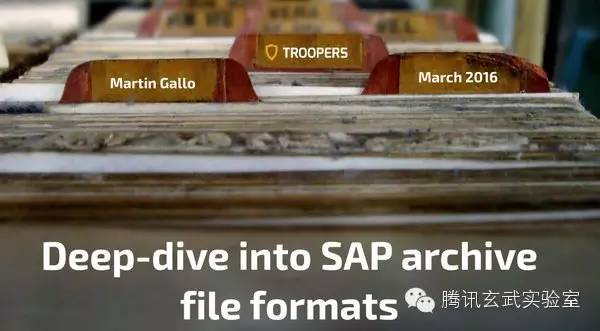 TROOPERS
Martin Gallo
March 2016
Deep-dive into SAP archive
file formats
腾讯玄武实验室